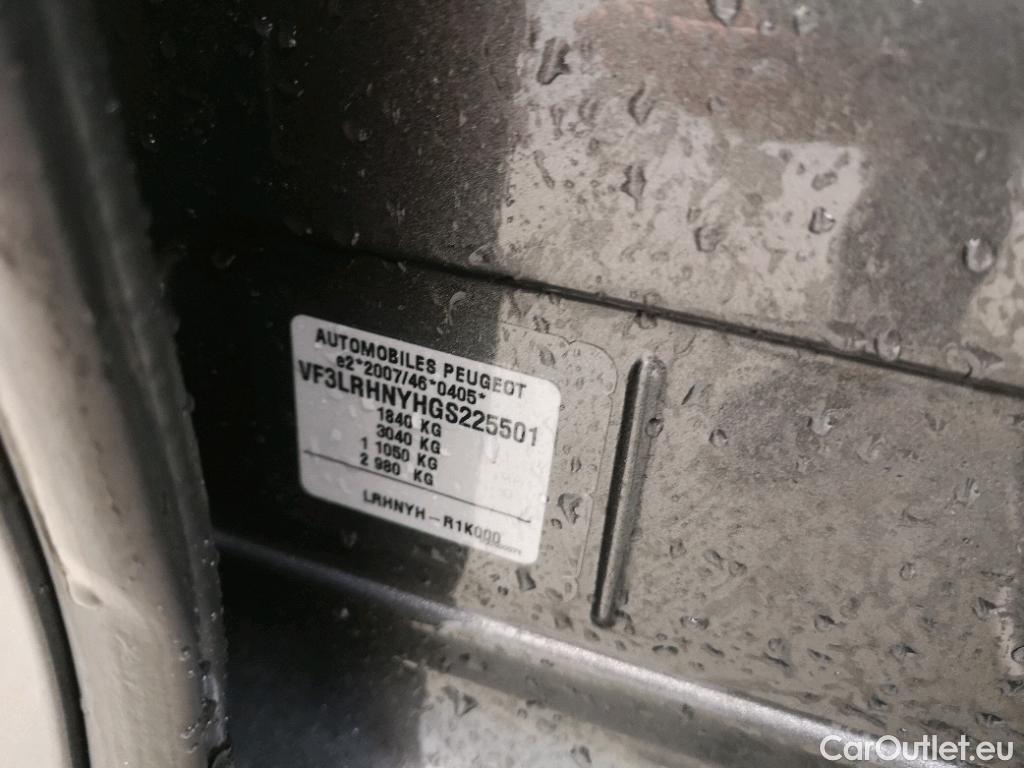 AUTOMOBILES PEUGEOT
e2*2007/46*0405*
VF3LRHNYHGS225501
1840 KG
3040 KG
1 1050 KG
2 980 KG
LRHNYH-R1K000
CarOutlet.eu